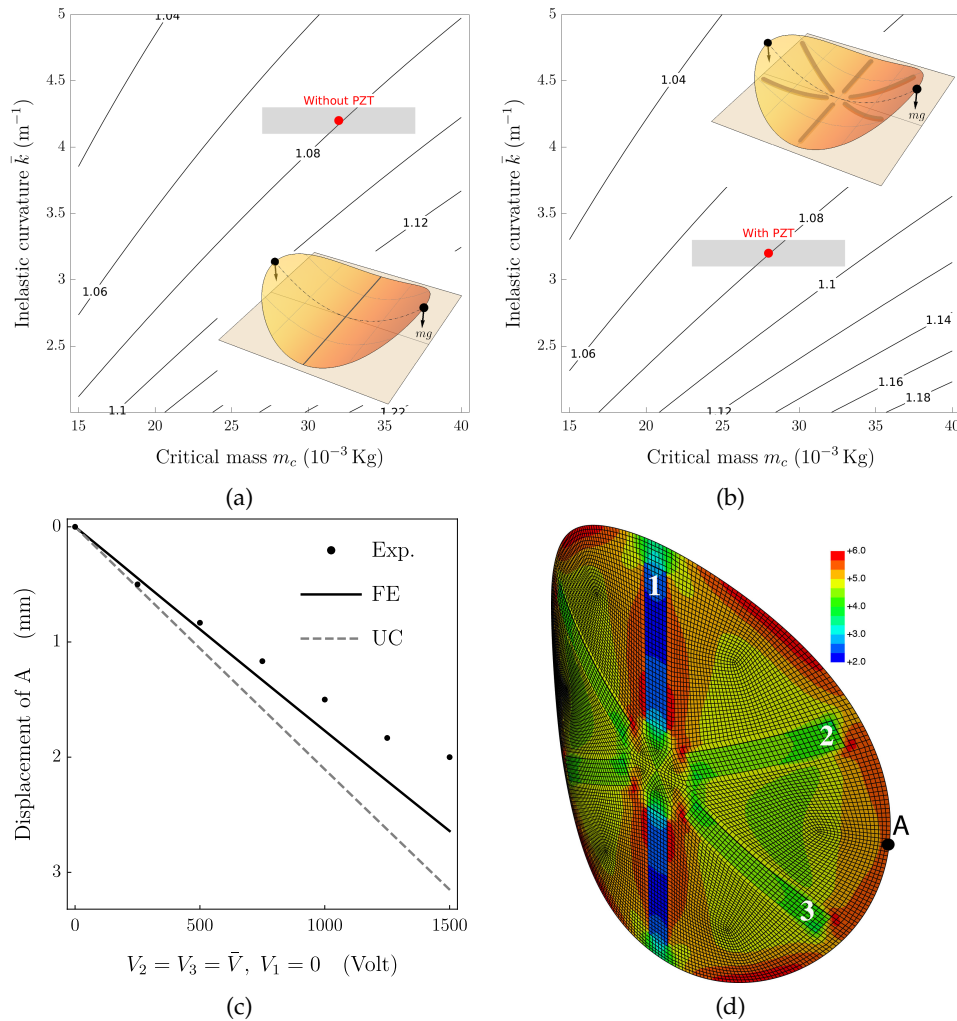 5
4.5
4
3.5
3
2.5
Inelastic curvature k̄ (m⁻¹)
1.04
Without PZT
1.08
1.12
1.06
mg
1.1
1.22
15 20 25 30 35 40
Critical mass m_c (10⁻³ Kg)
(a)
5
4.5
4
3.5
3
2.5
Inelastic curvature k̄ (m⁻¹)
1.04
mg
1.08
With PZT
1.1
1.14
1.06
1.16
1.18
1.12
15 20 25 30 35 40
Critical mass m_c (10⁻³ Kg)
(b)
0
1
2
3
Displacement of A (mm)
Exp.
FE
UC
0 500 1000 1500
V₂ = V₃ = V̄, V₁ = 0 (Volt)
(c)
+6.0
+5.0
+4.0
+3.0
+2.0
1
2
A
3
(d)